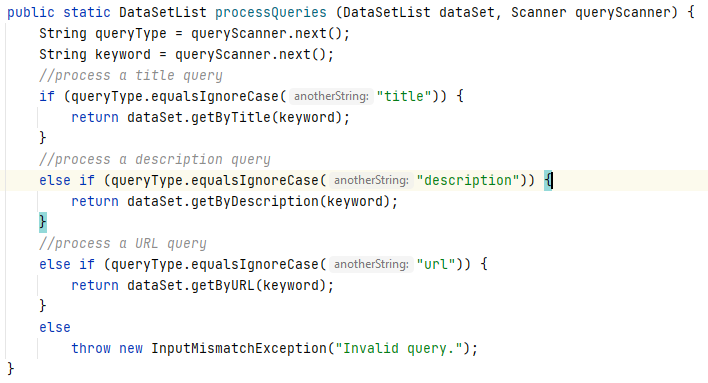 public static DataSetList processQueries (DataSetList dataSet, Scanner queryScanner) {
    String queryType = queryScanner.next();
    String keyword = queryScanner.next();
    //process a title query
    if (queryType.equalsIgnoreCase( anotherString: "title")) {
        return dataSet.getByTitle(keyword);
    }
    //process a description query
    else if (queryType.equalsIgnoreCase( anotherString: "description")) {
        return dataSet.getByDescription(keyword);
    }
    //process a URL query
    else if (queryType.equalsIgnoreCase( anotherString: "url")) {
        return dataSet.getByURL(keyword);
    }
    else
        throw new InputMismatchException("Invalid query.");
}